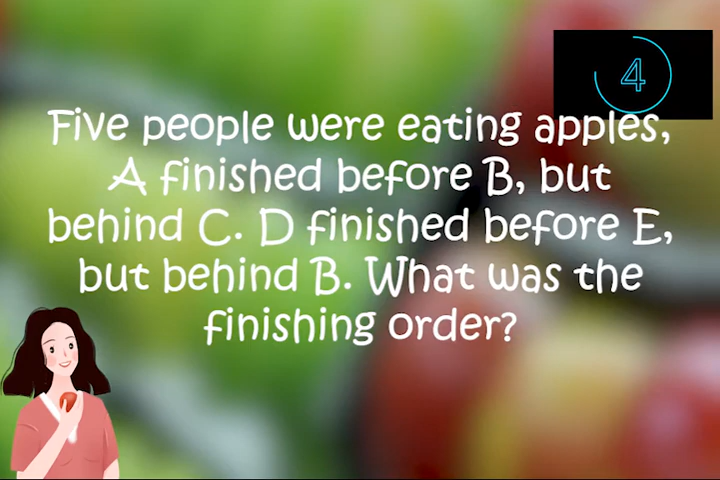 4
Five people were eating apples,
A finished before B, but
behind C. D finished before E,
but behind B. What was the
finishing order?